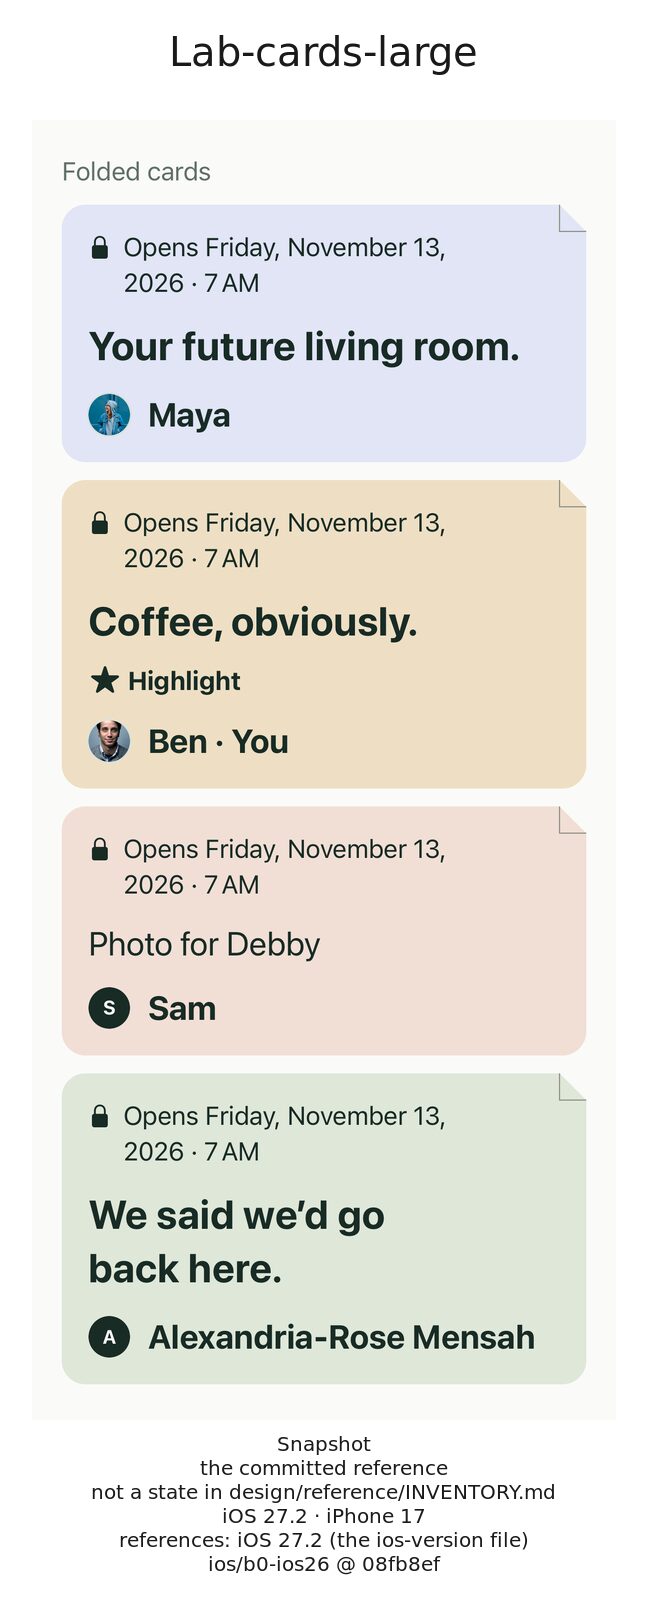 Lab-cards-large
Folded cards
Opens Friday, November 13,
2026 · 7 AM
Your future living room.
Maya
Opens Friday, November 13,
2026 · 7 AM
Coffee, obviously.
Highlight
Ben · You
Opens Friday, November 13,
2026 · 7 AM
Photo for Debby
S Sam
Opens Friday, November 13,
2026 · 7 AM
We said we’d go
back here.
A Alexandria-Rose Mensah
Snapshot
the committed reference
not a state in design/reference/INVENTORY.md
iOS 27.2 · iPhone 17
references: iOS 27.2 (the ios-version file)
ios/b0-ios26 @ 08fb8ef